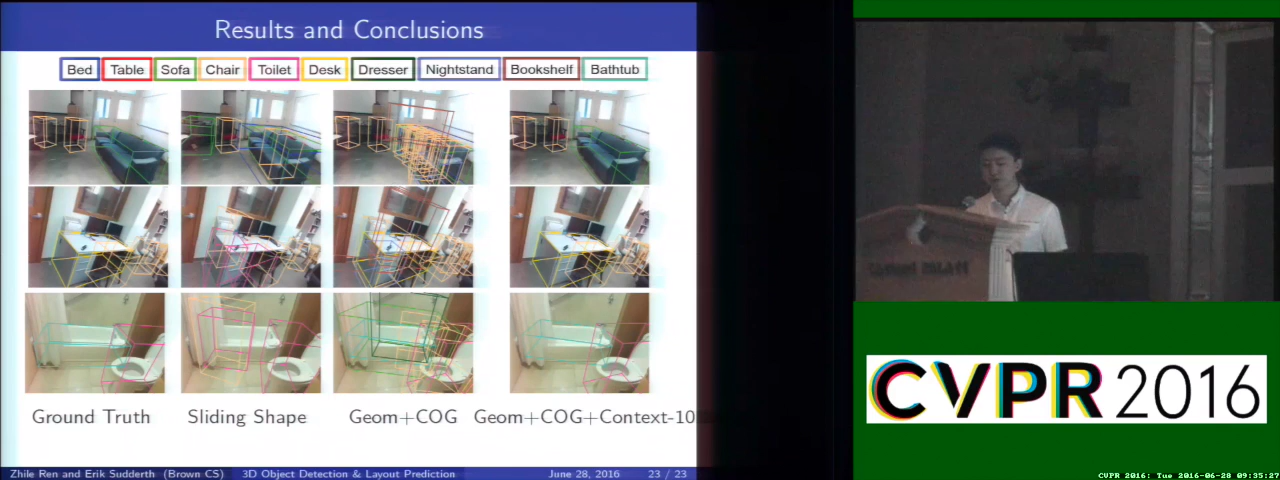 Results and Conclusions
Bed Table Sofa Chair Toilet Desk Dresser Nightstand Bookshelf Bathtub
Ground Truth Sliding Shape Geom+COG Geom+COG+Context-10
Zhile Ren and Erik Sudderth (Brown CS) 3D Object Detection & Layout Prediction June 28, 2016 23 / 23
CVPR 2016
CVPR 2016: Tue 2016-06-28 09:35:27